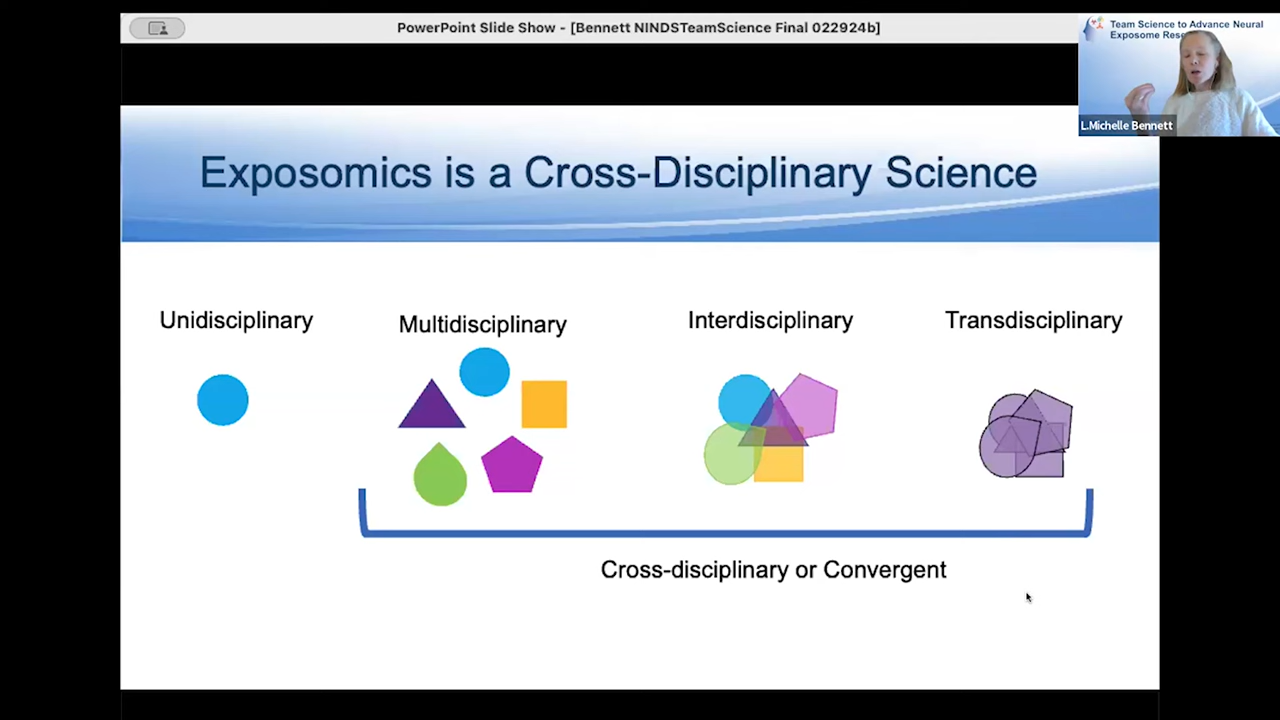 PowerPoint Slide Show - [Bennett NINDSTeamScience Final 022924b]
Team Science to Advance Neural
Exposome
L.Michelle Bennett
Exposomics is a Cross-Disciplinary Science
Unidisciplinary
Multidisciplinary
Interdisciplinary
Transdisciplinary
Cross-disciplinary or Convergent